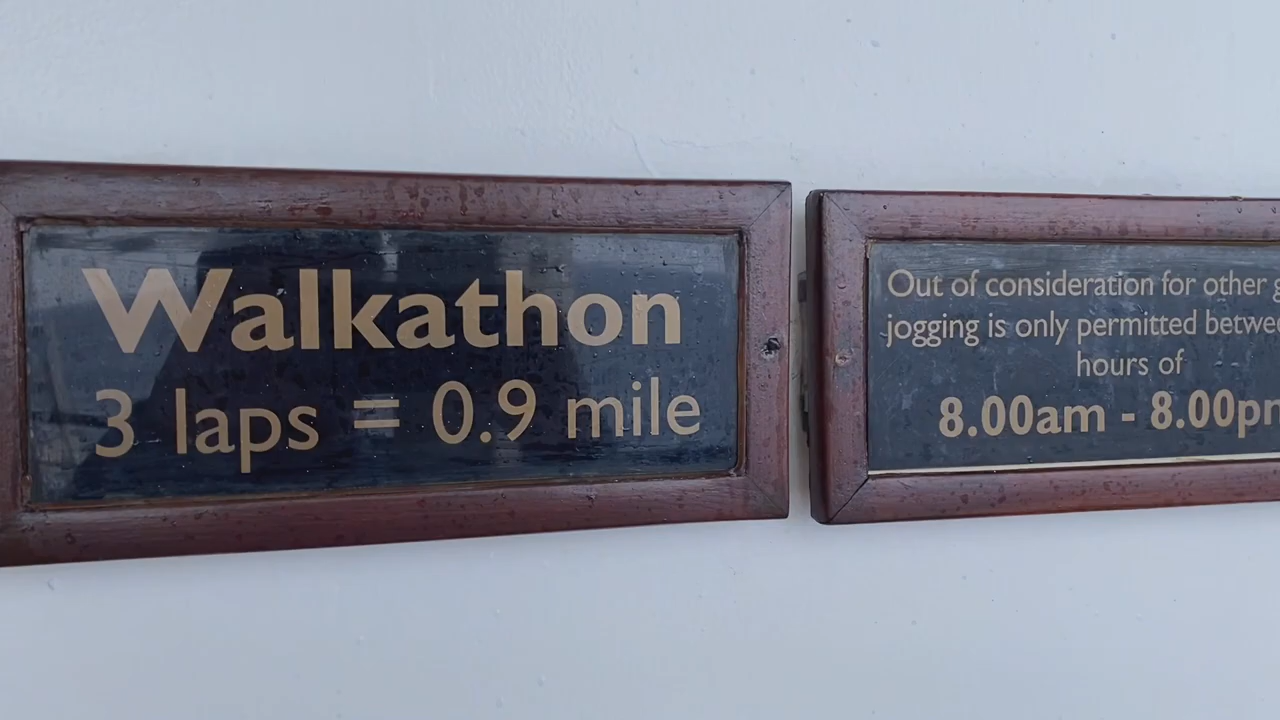 Walkathon
3 laps = 0.9 mile
Out of consideration for other
jogging is only permitted
hours of
8.00am - 8.00